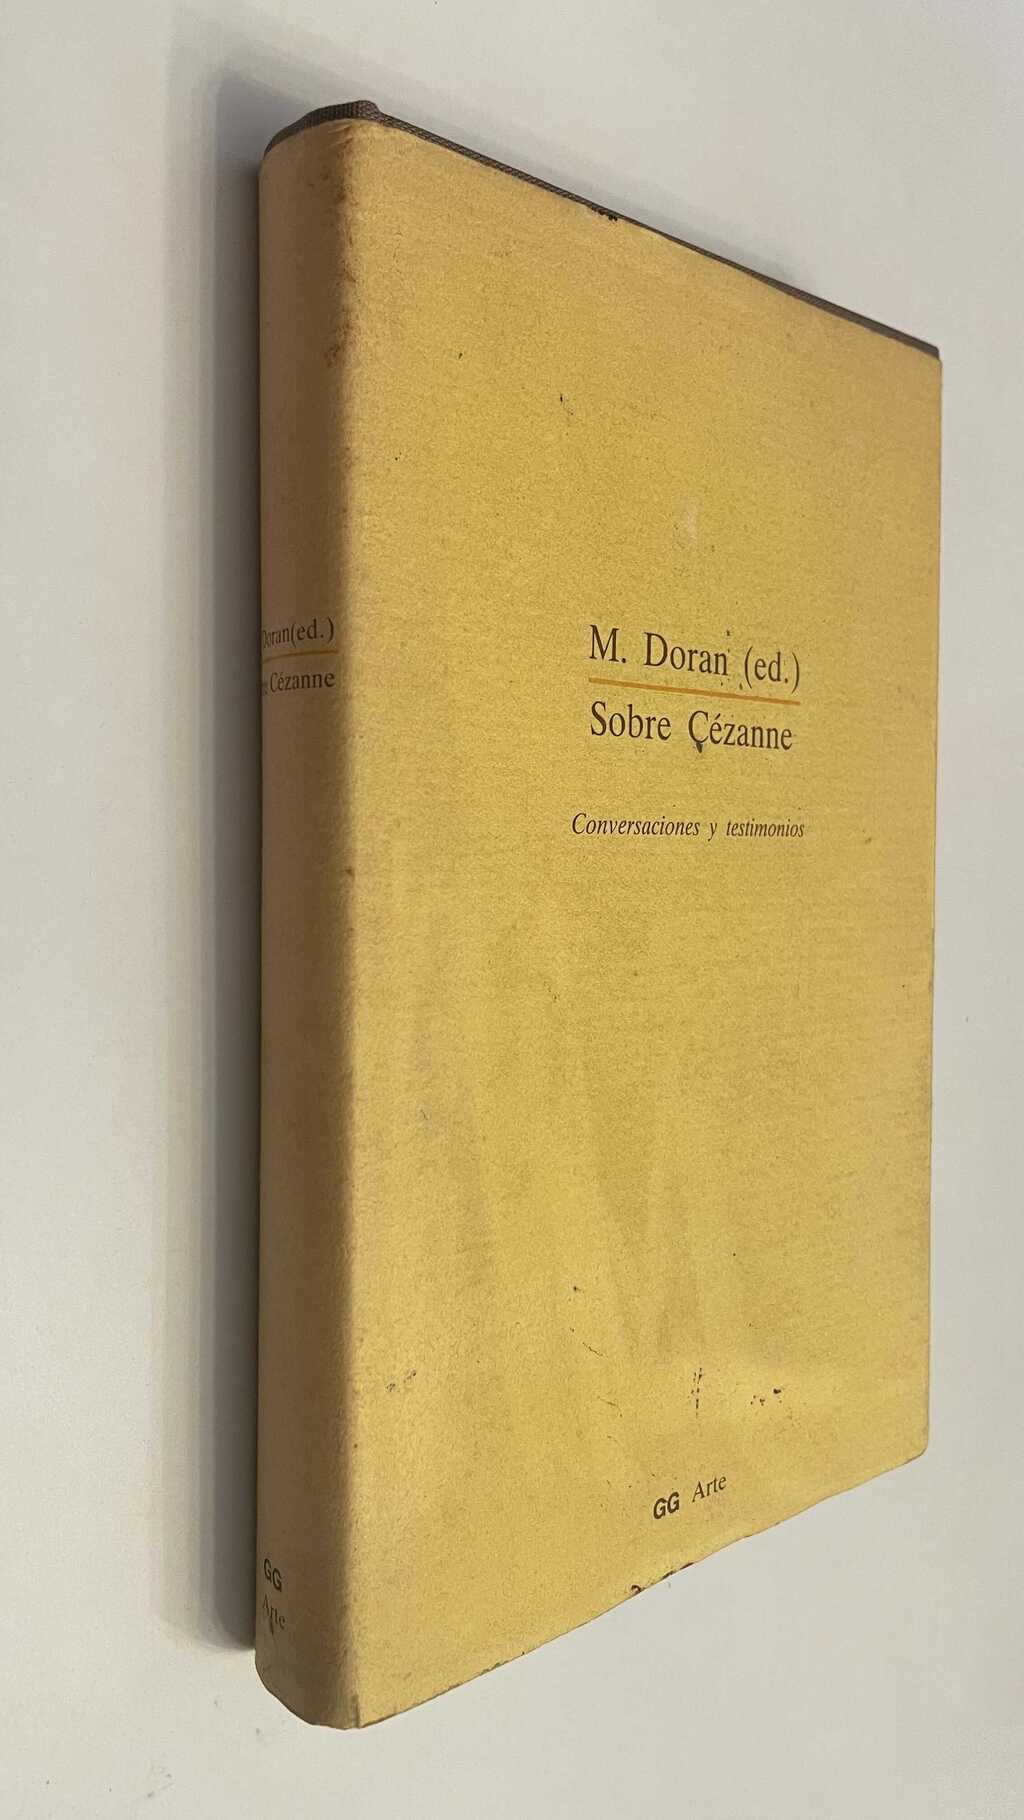 M. Doran (ed.)
Sobre Cézanne
Conversaciones y testimonios
GG Arte
Doran(ed.)
Cézanne
GG
Arte